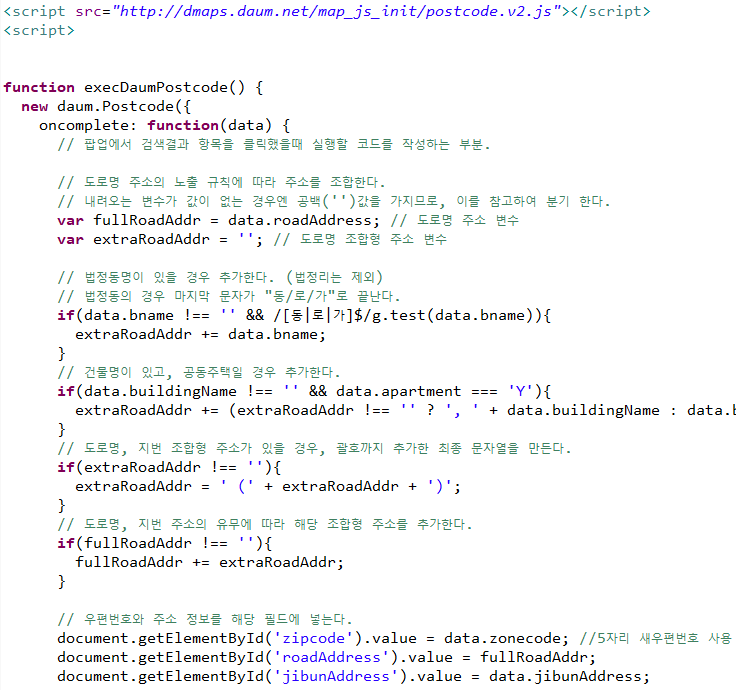 <script src="http://dmaps.daum.net/map_js_init/postcode.v2.js"></script>
<script>
function execDaumPostcode() {
new daum.Postcode({
oncomplete: function(data) {
// 팝업에서 검색결과 항목을 클릭했을때 실행할 코드를 작성하는 부분.
// 도로명 주소의 노출 규칙에 따라 주소를 조합한다.
// 내려오는 변수가 값이 없는 경우엔 공백('')값을 가지므로, 이를 참고하여 분기 한다.
var fullRoadAddr = data.roadAddress; // 도로명 주소 변수
var extraRoadAddr = ''; // 도로명 조합형 주소 변수
// 법정동명이 있을 경우 추가한다. (법정리는 제외)
// 법정동의 경우 마지막 문자가 "동/로/가"로 끝난다.
if(data.bname !== '' && /[동|로|가]$/g.test(data.bname)){
extraRoadAddr += data.bname;
}
// 건물명이 있고, 공동주택일 경우 추가한다.
if(data.buildingName !== '' && data.apartment === 'Y'){
extraRoadAddr += (extraRoadAddr !== '' ? ', ' + data.buildingName : data.b
}
// 도로명, 지번 조합형 주소가 있을 경우, 괄호까지 추가한 최종 문자열을 만든다.
if(extraRoadAddr !== ''){
extraRoadAddr = ' (' + extraRoadAddr + ')';
}
// 도로명, 지번 주소의 유무에 따라 해당 조합형 주소를 추가한다.
if(fullRoadAddr !== ''){
fullRoadAddr += extraRoadAddr;
}
// 우편번호와 주소 정보를 해당 필드에 넣는다.
document.getElementById('zipcode').value = data.zonecode; //5자리 새우편번호 사용
document.getElementById('roadAddress').value = fullRoadAddr;
document.getElementById('jibunAddress').value = data.jibunAddress;